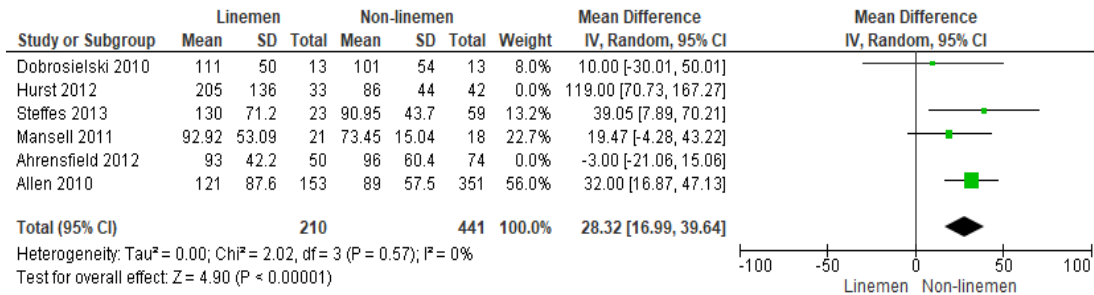 Linemen Non-linemen Mean Difference Mean Difference
Study or Subgroup Mean SD Total Mean SD Total Weight IV, Random, 95% CI IV, Random, 95% CI
Dobrosielski 2010 111 50 13 101 54 13 8.0% 10.00 [-30.01, 50.01]
Hurst 2012 205 136 33 86 44 42 0.0% 119.00 [70.73, 167.27]
Steffes 2013 130 71.2 23 90.95 43.7 59 13.2% 39.05 [7.89, 70.21]
Mansell 2011 92.92 53.09 21 73.45 15.04 18 22.7% 19.47 [-4.28, 43.22]
Ahrensfield 2012 93 42.2 50 96 60.4 74 0.0% -3.00 [-21.06, 15.06]
Allen 2010 121 87.6 153 89 57.5 351 56.0% 32.00 [16.87, 47.13]
Total (95% CI) 210 441 100.0% 28.32 [16.99, 39.64]
Heterogeneity: Tau² = 0.00; Chi² = 2.02, df = 3 (P = 0.57); I² = 0%
Test for overall effect: Z = 4.90 (P < 0.00001)
-100 -50 0 50 100
Linemen Non-linemen